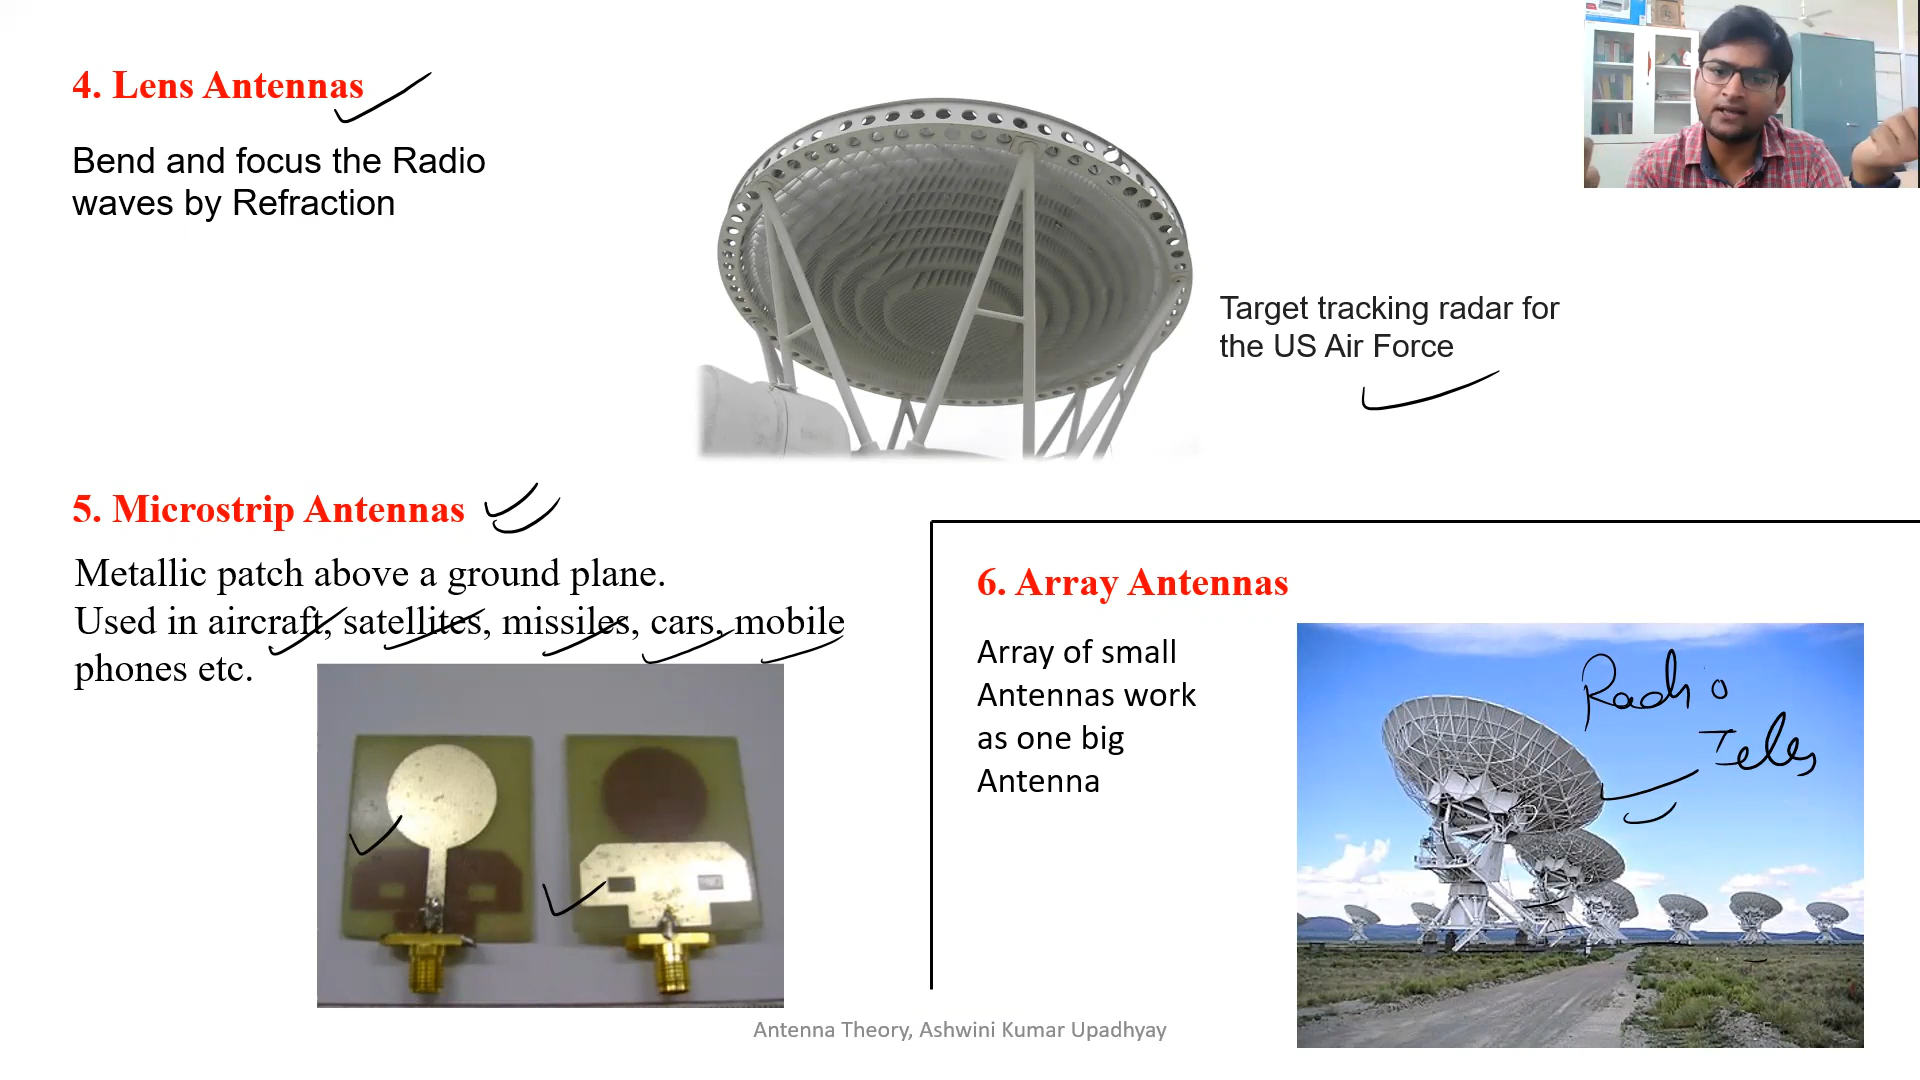 4. Lens Antennas
Bend and focus the Radio
waves by Refraction
Target tracking radar for
the US Air Force
5. Microstrip Antennas
Metallic patch above a ground plane.
Used in aircraft, satellites, missiles, cars, mobile
phones etc.
6. Array Antennas
Array of small
Antennas work
as one big
Antenna
Radio
Teles
Antenna Theory, Ashwini Kumar Upadhyay